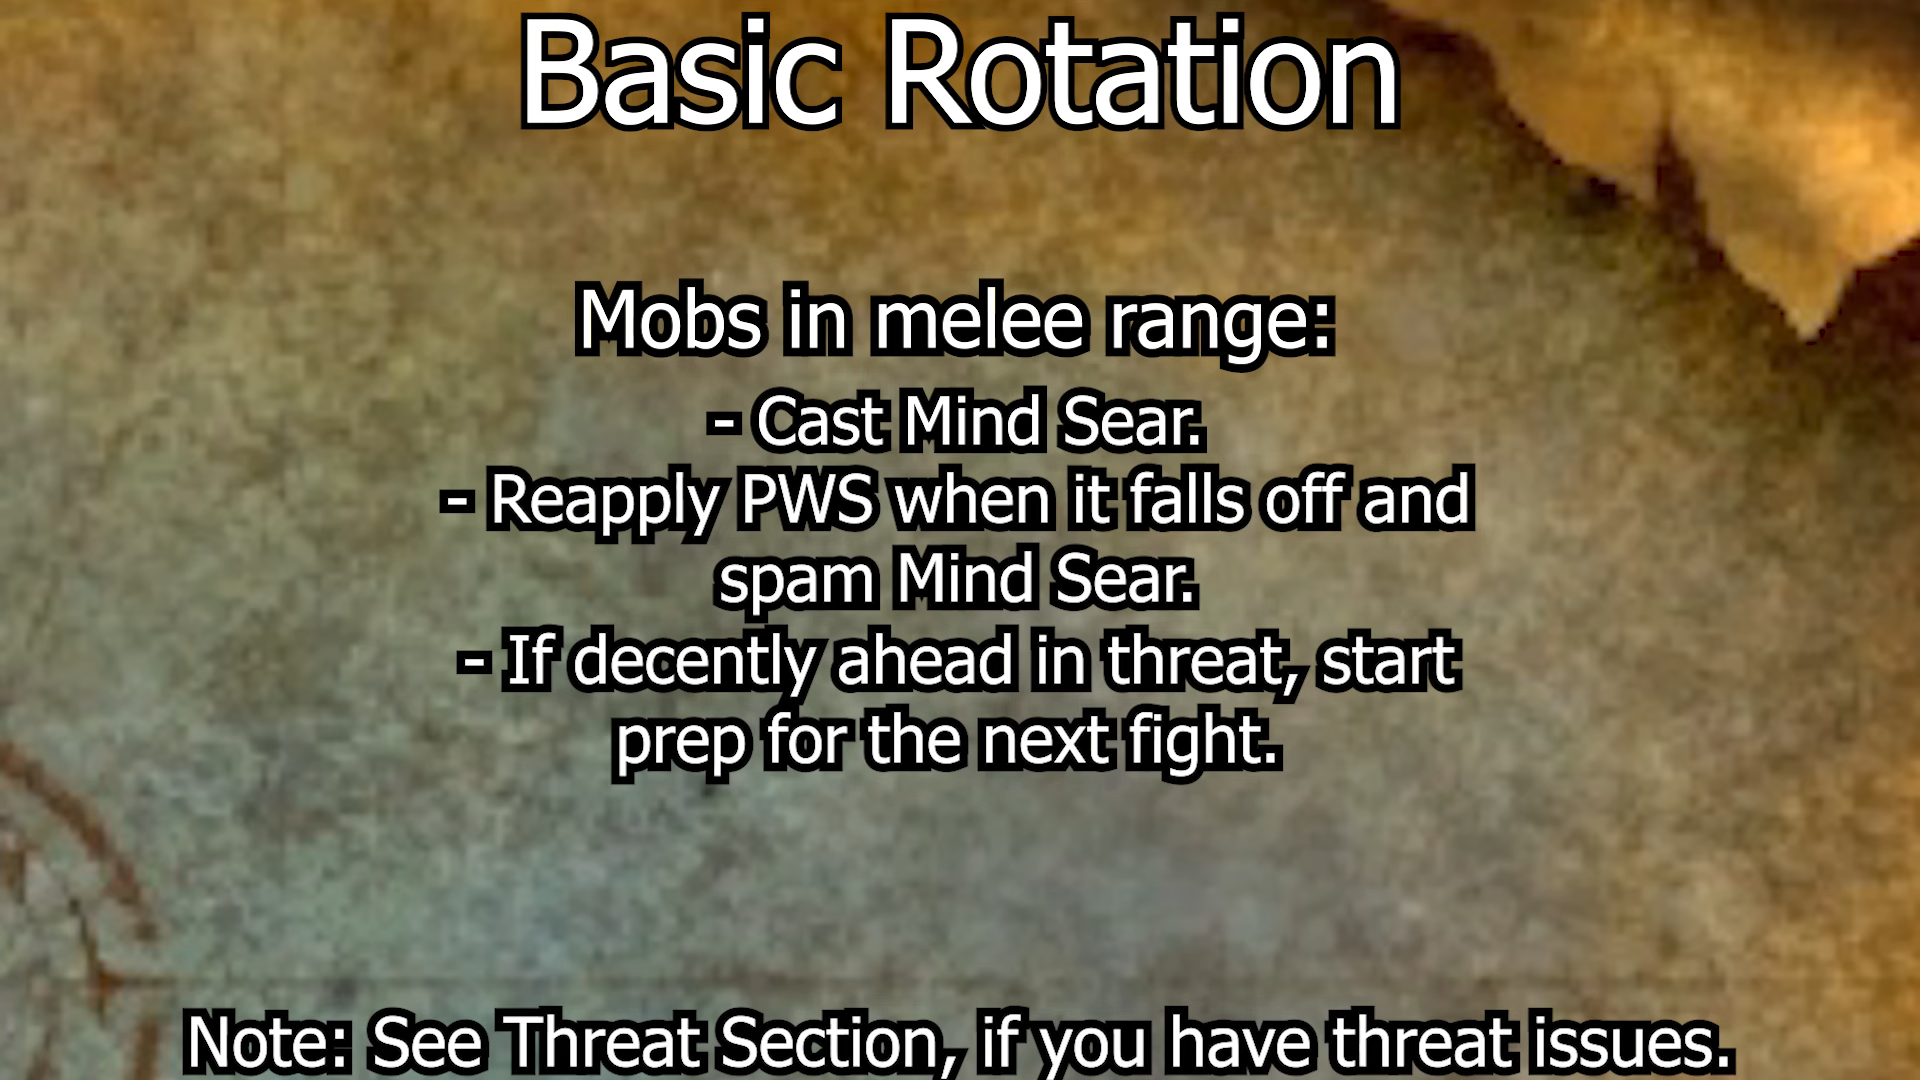 Basic Rotation
Mobs in melee range:
- Cast Mind Sear.
- Reapply PWS when it falls off and
spam Mind Sear.
- If decently ahead in threat, start
prep for the next fight.
Note: See Threat Section, if you have threat issues.